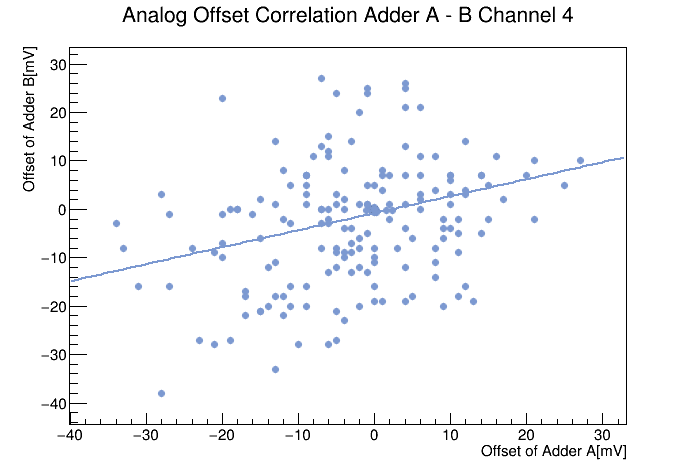 Analog Offset Correlation Adder A - B Channel 4
Offset of Adder B[mV]
30
20
10
0
−10
−20
−30
−40
−40 −30 −20 −10 0 10 20 30
Offset of Adder A[mV]